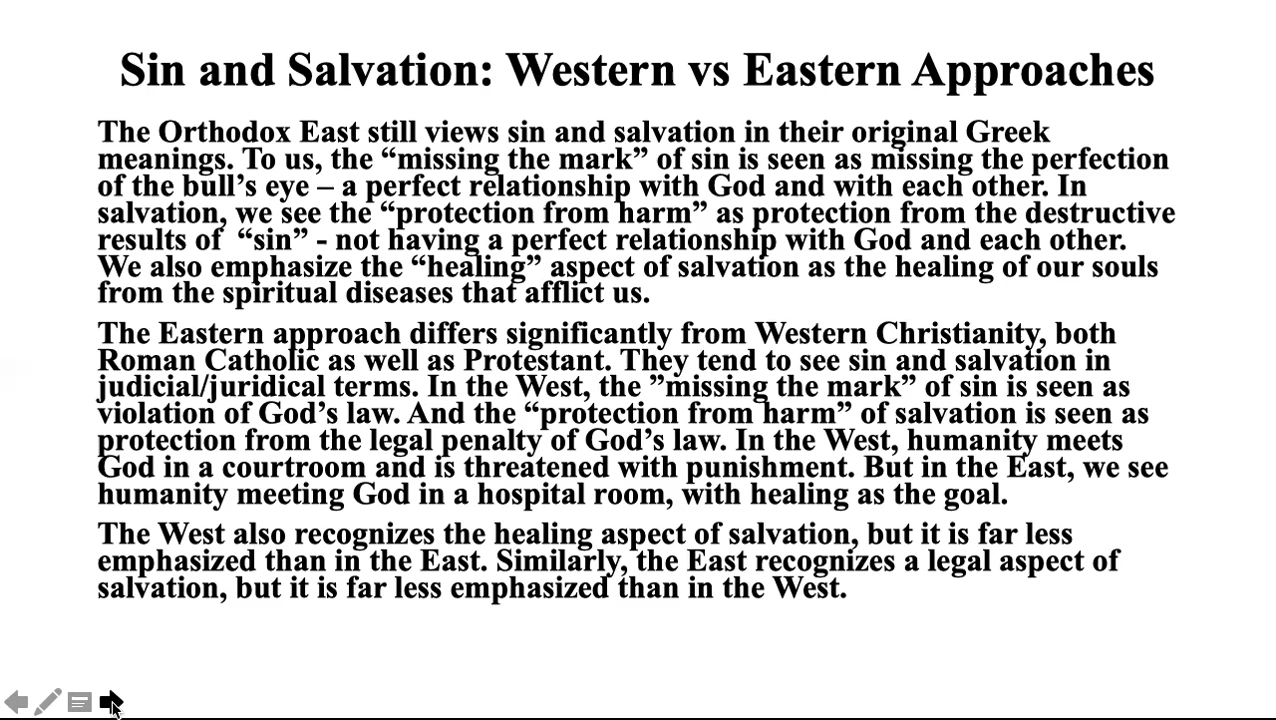 Sin and Salvation: Western vs Eastern Approaches
The Orthodox East still views sin and salvation in their original Greek
meanings. To us, the “missing the mark” of sin is seen as missing the perfection
of the bull’s eye – a perfect relationship with God and with each other. In
salvation, we see the “protection from harm” as protection from the destructive
results of  “sin” - not having a perfect relationship with God and each other.
We also emphasize the “healing” aspect of salvation as the healing of our souls
from the spiritual diseases that afflict us.
The Eastern approach differs significantly from Western Christianity, both
Roman Catholic as well as Protestant. They tend to see sin and salvation in
judicial/juridical terms. In the West, the ”missing the mark” of sin is seen as
violation of God’s law. And the “protection from harm” of salvation is seen as
protection from the legal penalty of God’s law. In the West, humanity meets
God in a courtroom and is threatened with punishment. But in the East, we see
humanity meeting God in a hospital room, with healing as the goal.
The West also recognizes the healing aspect of salvation, but it is far less
emphasized than in the East. Similarly, the East recognizes a legal aspect of
salvation, but it is far less emphasized than in the West.